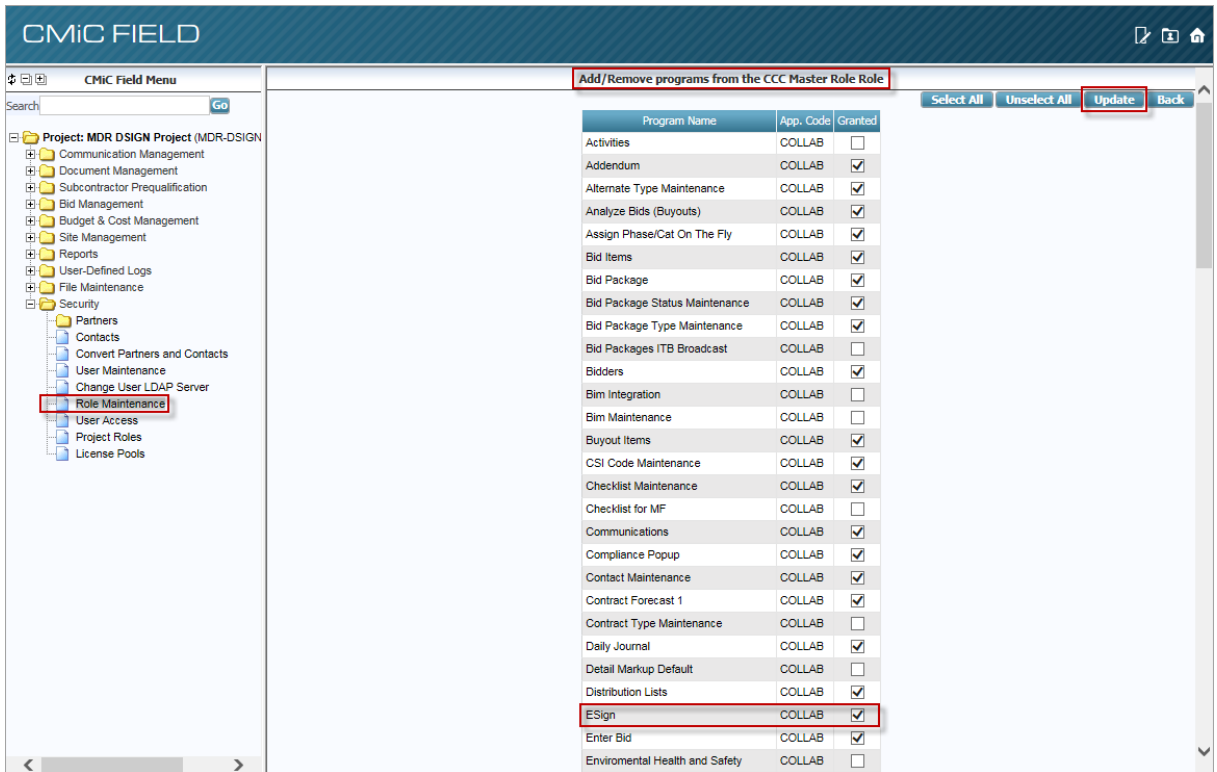 CMiC FIELD
CMiC Field Menu
Search Go
Project: MDR DSIGN Project (MDR-DSIGN
Communication Management
Document Management
Subcontractor Prequalification
Bid Management
Budget & Cost Management
Site Management
Reports
User-Defined Logs
File Maintenance
Security
Partners
Contacts
Convert Partners and Contacts
User Maintenance
Change User LDAP Server
Role Maintenance
User Access
Project Roles
License Pools
Add/Remove programs from the CCC Master Role Role
Select All Unselect All Update Back
Program Name App. Code Granted
Activities COLLAB
Addendum COLLAB
Alternate Type Maintenance COLLAB
Analyze Bids (Buyouts) COLLAB
Assign Phase/Cat On The Fly COLLAB
Bid Items COLLAB
Bid Package COLLAB
Bid Package Status Maintenance COLLAB
Bid Package Type Maintenance COLLAB
Bid Packages ITB Broadcast COLLAB
Bidders COLLAB
Bim Integration COLLAB
Bim Maintenance COLLAB
Buyout Items COLLAB
CSI Code Maintenance COLLAB
Checklist Maintenance COLLAB
Checklist for MF COLLAB
Communications COLLAB
Compliance Popup COLLAB
Contact Maintenance COLLAB
Contract Forecast 1 COLLAB
Contract Type Maintenance COLLAB
Daily Journal COLLAB
Detail Markup Default COLLAB
Distribution Lists COLLAB
ESign COLLAB
Enter Bid COLLAB
Enviromental Health and Safety COLLAB